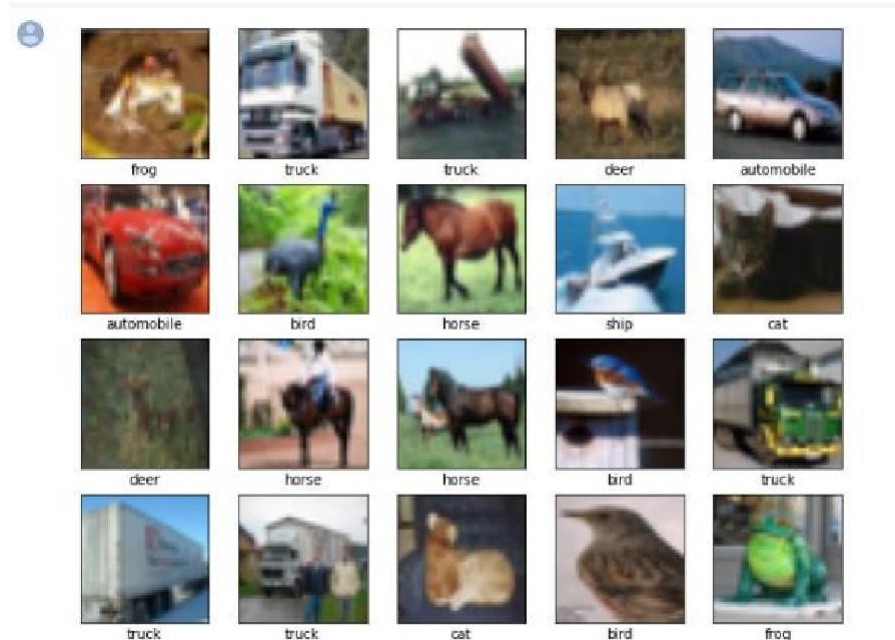 frog truck truck deer automobile
automobile bird horse ship cat
deer horse horse bird truck
truck truck cat bird frog